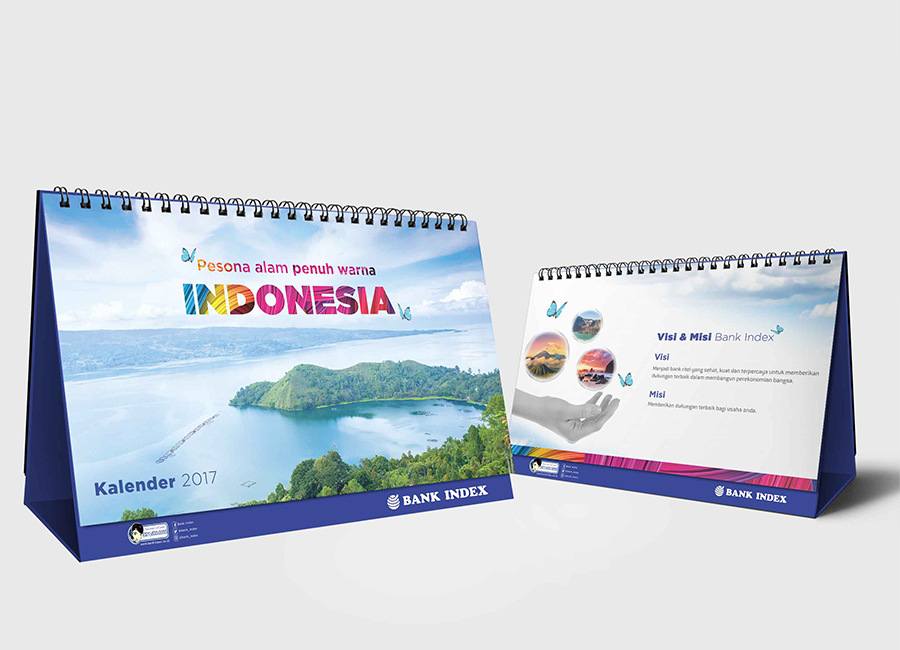 Pesona alam penuh warna
INDONESIA
Kalender 2017
BANK INDEX
Visi & Misi Bank Index
Visi
Menjadi bank ritel yang sehat, kuat dan terpercaya untuk memberikan
dukungan terbaik dalam membangun perekonomian bangsa.
Misi
Memberikan dukungan terbaik bagi usaha anda.
BANK INDEX